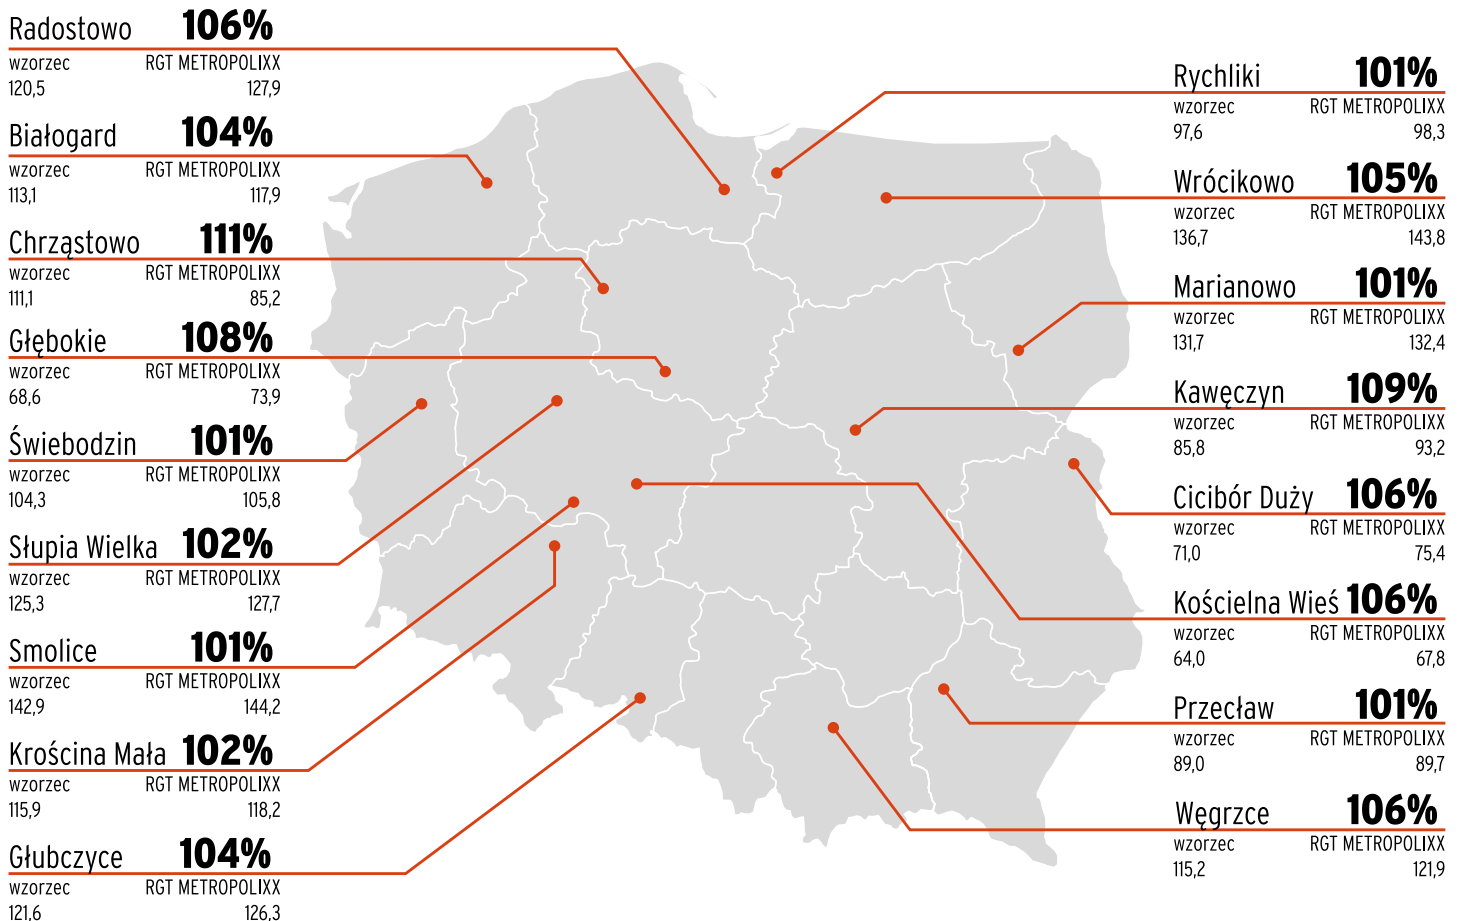 Radostowo 106%
wzorzec RGT METROPOLIXX
120,5 127,9
Białogard 104%
wzorzec RGT METROPOLIXX
113,1 117,9
Chrząstowo 111%
wzorzec RGT METROPOLIXX
111,1 85,2
Głębokie 108%
wzorzec RGT METROPOLIXX
68,6 73,9
Świebodzin 101%
wzorzec RGT METROPOLIXX
104,3 105,8
Słupia Wielka 102%
wzorzec RGT METROPOLIXX
125,3 127,7
Smolice 101%
wzorzec RGT METROPOLIXX
142,9 144,2
Krościna Mała 102%
wzorzec RGT METROPOLIXX
115,9 118,2
Głubczyce 104%
wzorzec RGT METROPOLIXX
121,6 126,3
Rychliki 101%
wzorzec RGT METROPOLIXX
97,6 98,3
Wrócikowo 105%
wzorzec RGT METROPOLIXX
136,7 143,8
Marianowo 101%
wzorzec RGT METROPOLIXX
131,7 132,4
Kawęczyn 109%
wzorzec RGT METROPOLIXX
85,8 93,2
Cicibór Duży 106%
wzorzec RGT METROPOLIXX
71,0 75,4
Kościelna Wieś 106%
wzorzec RGT METROPOLIXX
64,0 67,8
Przecław 101%
wzorzec RGT METROPOLIXX
89,0 89,7
Węgrzce 106%
wzorzec RGT METROPOLIXX
115,2 121,9